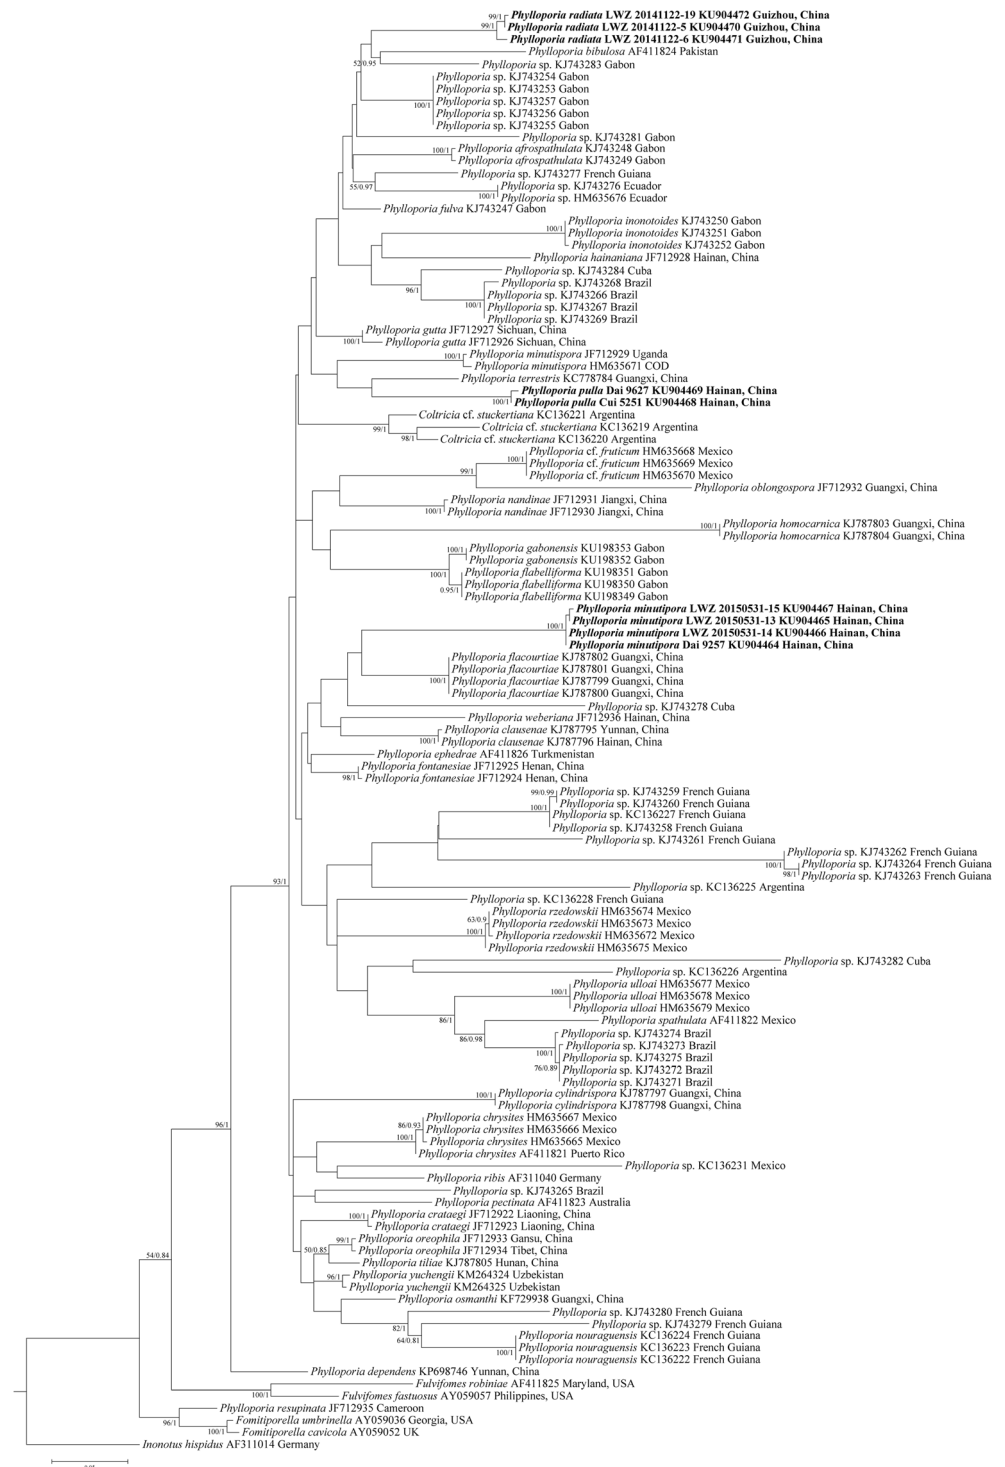 99/1
Phylloporia radiata LWZ 20141122-19 KU904472 Guizhou, China
99/1
Phylloporia radiata LWZ 20141122-5 KU904470 Guizhou, China
Phylloporia radiata LWZ 20141122-6 KU904471 Guizhou, China
Phylloporia bibulosa AF411824 Pakistan
52/0.95
Phylloporia sp. KJ743283 Gabon
Phylloporia sp. KJ743254 Gabon
Phylloporia sp. KJ743253 Gabon
Phylloporia sp. KJ743257 Gabon
100/1
Phylloporia sp. KJ743256 Gabon
Phylloporia sp. KJ743255 Gabon
Phylloporia sp. KJ743281 Gabon
100/1
Phylloporia afrospathulata KJ743248 Gabon
Phylloporia afrospathulata KJ743249 Gabon
Phylloporia sp. KJ743277 French Guiana
55/0.97
Phylloporia sp. KJ743276 Ecuador
100/1
Phylloporia sp. HM635676 Ecuador
Phylloporia fulva KJ743247 Gabon
Phylloporia inonotoides KJ743250 Gabon
100/1
Phylloporia inonotoides KJ743251 Gabon
Phylloporia inonotoides KJ743252 Gabon
Phylloporia hainaniana JF712928 Hainan, China
Phylloporia sp. KJ743284 Cuba
Phylloporia sp. KJ743268 Brazil
96/1
Phylloporia sp. KJ743266 Brazil
100/1
Phylloporia sp. KJ743267 Brazil
Phylloporia sp. KJ743269 Brazil
Phylloporia gutta JF712927 Sichuan, China
100/1
Phylloporia gutta JF712926 Sichuan, China
100/1
Phylloporia minutispora JF712929 Uganda
Phylloporia minutispora HM635671 COD
Phylloporia terrestris KC778784 Guangxi, China
Phylloporia pulla Dai 9627 KU904469 Hainan, China
100/1
Phylloporia pulla Cui 5251 KU904468 Hainan, China
Coltricia cf. stuckertiana KC136221 Argentina
99/1
Coltricia cf. stuckertiana KC136219 Argentina
98/1
Coltricia cf. stuckertiana KC136220 Argentina
Phylloporia cf. fruticum HM635668 Mexico
100/1
Phylloporia cf. fruticum HM635669 Mexico
99/1
Phylloporia cf. fruticum HM635670 Mexico
Phylloporia oblongospora JF712932 Guangxi, China
Phylloporia nandinae JF712931 Jiangxi, China
100/1
Phylloporia nandinae JF712930 Jiangxi, China
100/1
Phylloporia homocarnica KJ787803 Guangxi, China
Phylloporia homocarnica KJ787804 Guangxi, China
100/1
Phylloporia gabonensis KU198353 Gabon
Phylloporia gabonensis KU198352 Gabon
100/1
Phylloporia flabelliforma KU198351 Gabon
Phylloporia flabelliforma KU198350 Gabon
0.95/1
Phylloporia flabelliforma KU198349 Gabon
Phylloporia minutipora LWZ 20150531-15 KU904467 Hainan, China
Phylloporia minutipora LWZ 20150531-13 KU904465 Hainan, China
100/1
Phylloporia minutipora LWZ 20150531-14 KU904466 Hainan, China
Phylloporia minutipora Dai 9257 KU904464 Hainan, China
Phylloporia flacourtiae KJ787802 Guangxi, China
Phylloporia flacourtiae KJ787801 Guangxi, China
100/1
Phylloporia flacourtiae KJ787799 Guangxi, China
Phylloporia flacourtiae KJ787800 Guangxi, China
Phylloporia sp. KJ743278 Cuba
Phylloporia weberiana JF712936 Hainan, China
Phylloporia clausenae KJ787795 Yunnan, China
100/1
Phylloporia clausenae KJ787796 Hainan, China
Phylloporia ephedrae AF411826 Turkmenistan
Phylloporia fontanesiae JF712925 Henan, China
98/1
Phylloporia fontanesiae JF712924 Henan, China
99/0.99
Phylloporia sp. KJ743259 French Guiana
Phylloporia sp. KJ743260 French Guiana
100/1
Phylloporia sp. KC136227 French Guiana
Phylloporia sp. KJ743258 French Guiana
Phylloporia sp. KJ743261 French Guiana
Phylloporia sp. KJ743262 French Guiana
100/1
Phylloporia sp. KJ743264 French Guiana
98/1
Phylloporia sp. KJ743263 French Guiana
93/1
Phylloporia sp. KC136225 Argentina
Phylloporia sp. KC136228 French Guiana
Phylloporia rzedowskii HM635674 Mexico
63/0.9
Phylloporia rzedowskii HM635673 Mexico
100/1
Phylloporia rzedowskii HM635672 Mexico
Phylloporia rzedowskii HM635675 Mexico
Phylloporia sp. KJ743282 Cuba
Phylloporia sp. KC136226 Argentina
Phylloporia ulloai HM635677 Mexico
100/1
Phylloporia ulloai HM635678 Mexico
Phylloporia ulloai HM635679 Mexico
86/1
Phylloporia spathulata AF411822 Mexico
Phylloporia sp. KJ743274 Brazil
86/0.98
Phylloporia sp. KJ743273 Brazil
100/1
Phylloporia sp. KJ743275 Brazil
76/0.89
Phylloporia sp. KJ743272 Brazil
Phylloporia sp. KJ743271 Brazil
100/1
Phylloporia cylindrispora KJ787797 Guangxi, China
Phylloporia cylindrispora KJ787798 Guangxi, China
Phylloporia chrysites HM635667 Mexico
96/1
86/0.93
Phylloporia chrysites HM635666 Mexico
100/1
Phylloporia chrysites HM635665 Mexico
Phylloporia chrysites AF411821 Puerto Rico
Phylloporia sp. KC136231 Mexico
Phylloporia ribis AF311040 Germany
Phylloporia sp. KJ743265 Brazil
Phylloporia pectinata AF411823 Australia
100/1
Phylloporia crataegi JF712922 Liaoning, China
Phylloporia crataegi JF712923 Liaoning, China
99/1
Phylloporia oreophila JF712933 Gansu, China
54/0.84
50/0.85
Phylloporia oreophila JF712934 Tibet, China
Phylloporia tiliae KJ787805 Hunan, China
96/1
Phylloporia yuchengii KM264324 Uzbekistan
Phylloporia yuchengii KM264325 Uzbekistan
Phylloporia osmanthi KF729938 Guangxi, China
Phylloporia sp. KJ743280 French Guiana
82/1
Phylloporia sp. KJ743279 French Guiana
64/0.81
Phylloporia nouraguensis KC136224 French Guiana
100/1
Phylloporia nouraguensis KC136223 French Guiana
Phylloporia nouraguensis KC136222 French Guiana
Phylloporia dependens KP698746 Yunnan, China
Fulvifomes robiniae AF411825 Maryland, USA
100/1
Fulvifomes fastuosus AY059057 Philippines, USA
Phylloporia resupinata JF712935 Cameroon
96/1
Fomitiporella umbrinella AY059036 Georgia, USA
100/1
Fomitiporella cavicola AY059052 UK
Inonotus hispidus AF311014 Germany